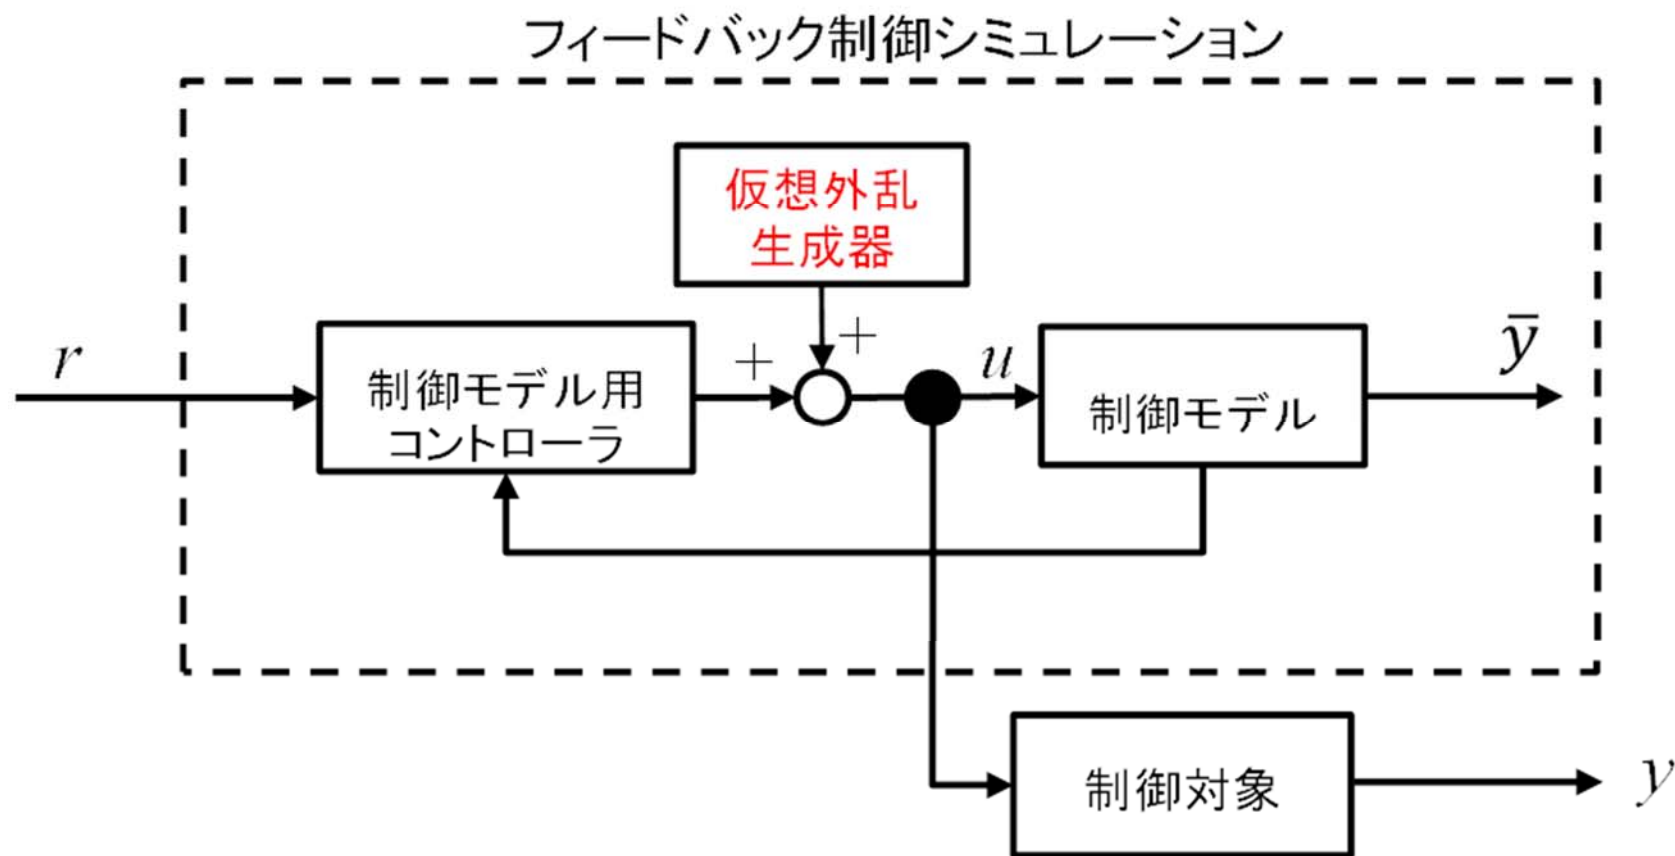 フィードバック制御シミュレーション
仮想外乱
生成器
r
制御モデル用
コントローラ
+
+
u
制御モデル
ȳ
制御対象
y